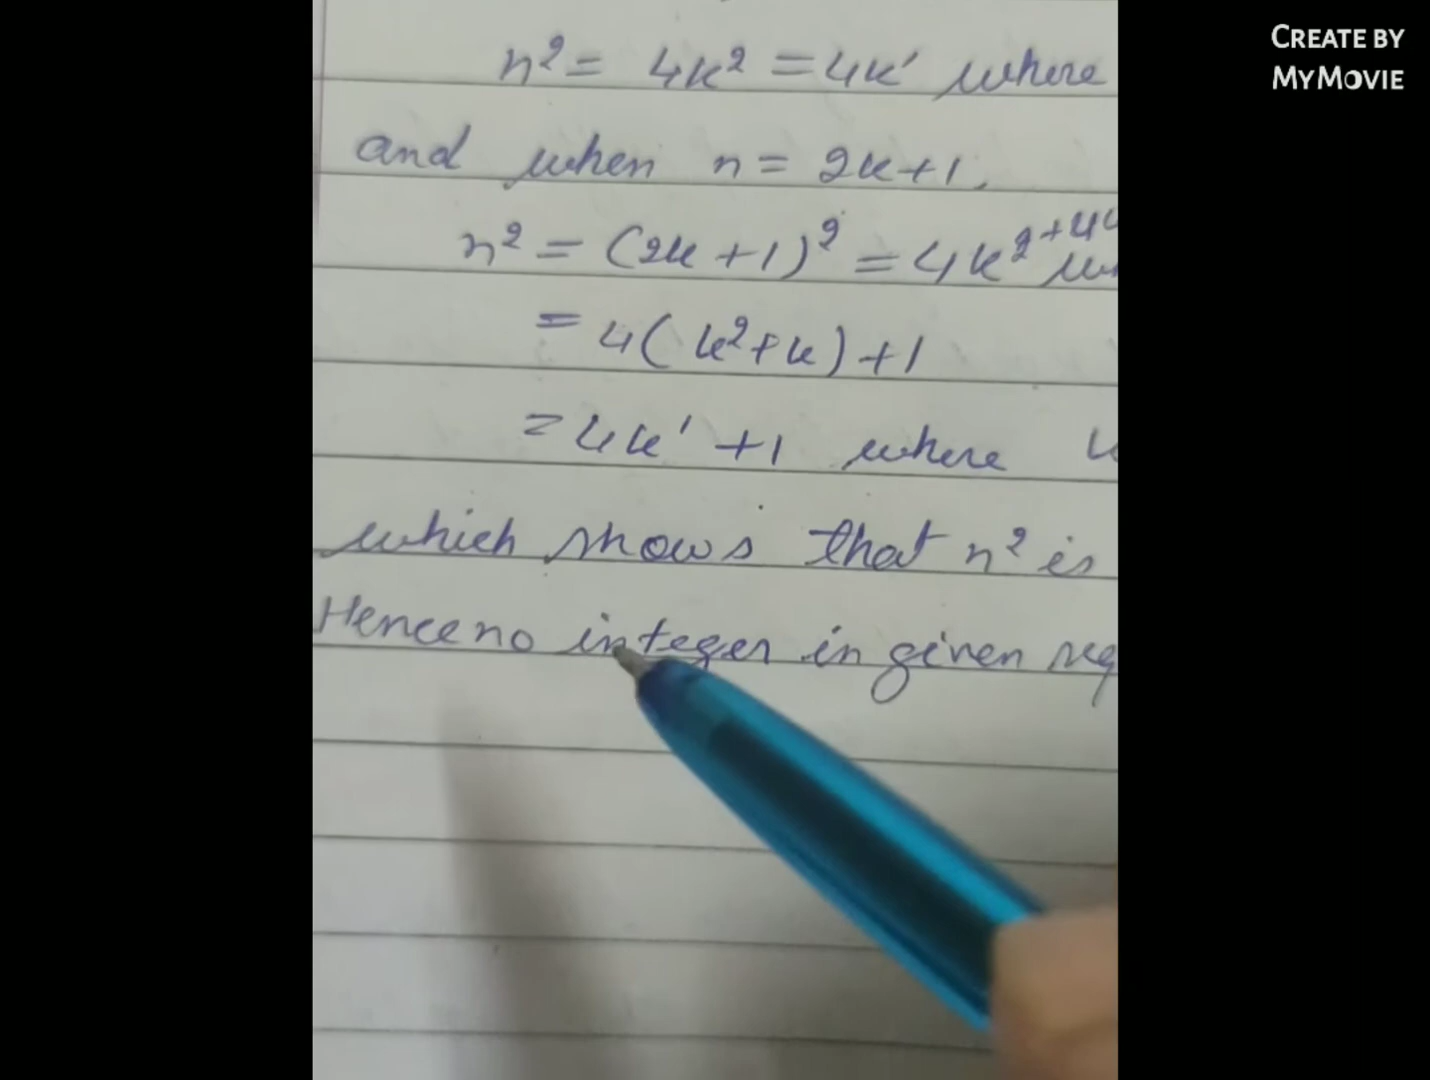 n² = 4k² = 4k' where
and when n = 2k+1.
n² = (2k+1)² = 4k² +4
= 4(k²+k)+1
= 4k' +1 where
which shows that n² is
Hence no integer in given
CREATE BY
MYMOVIE